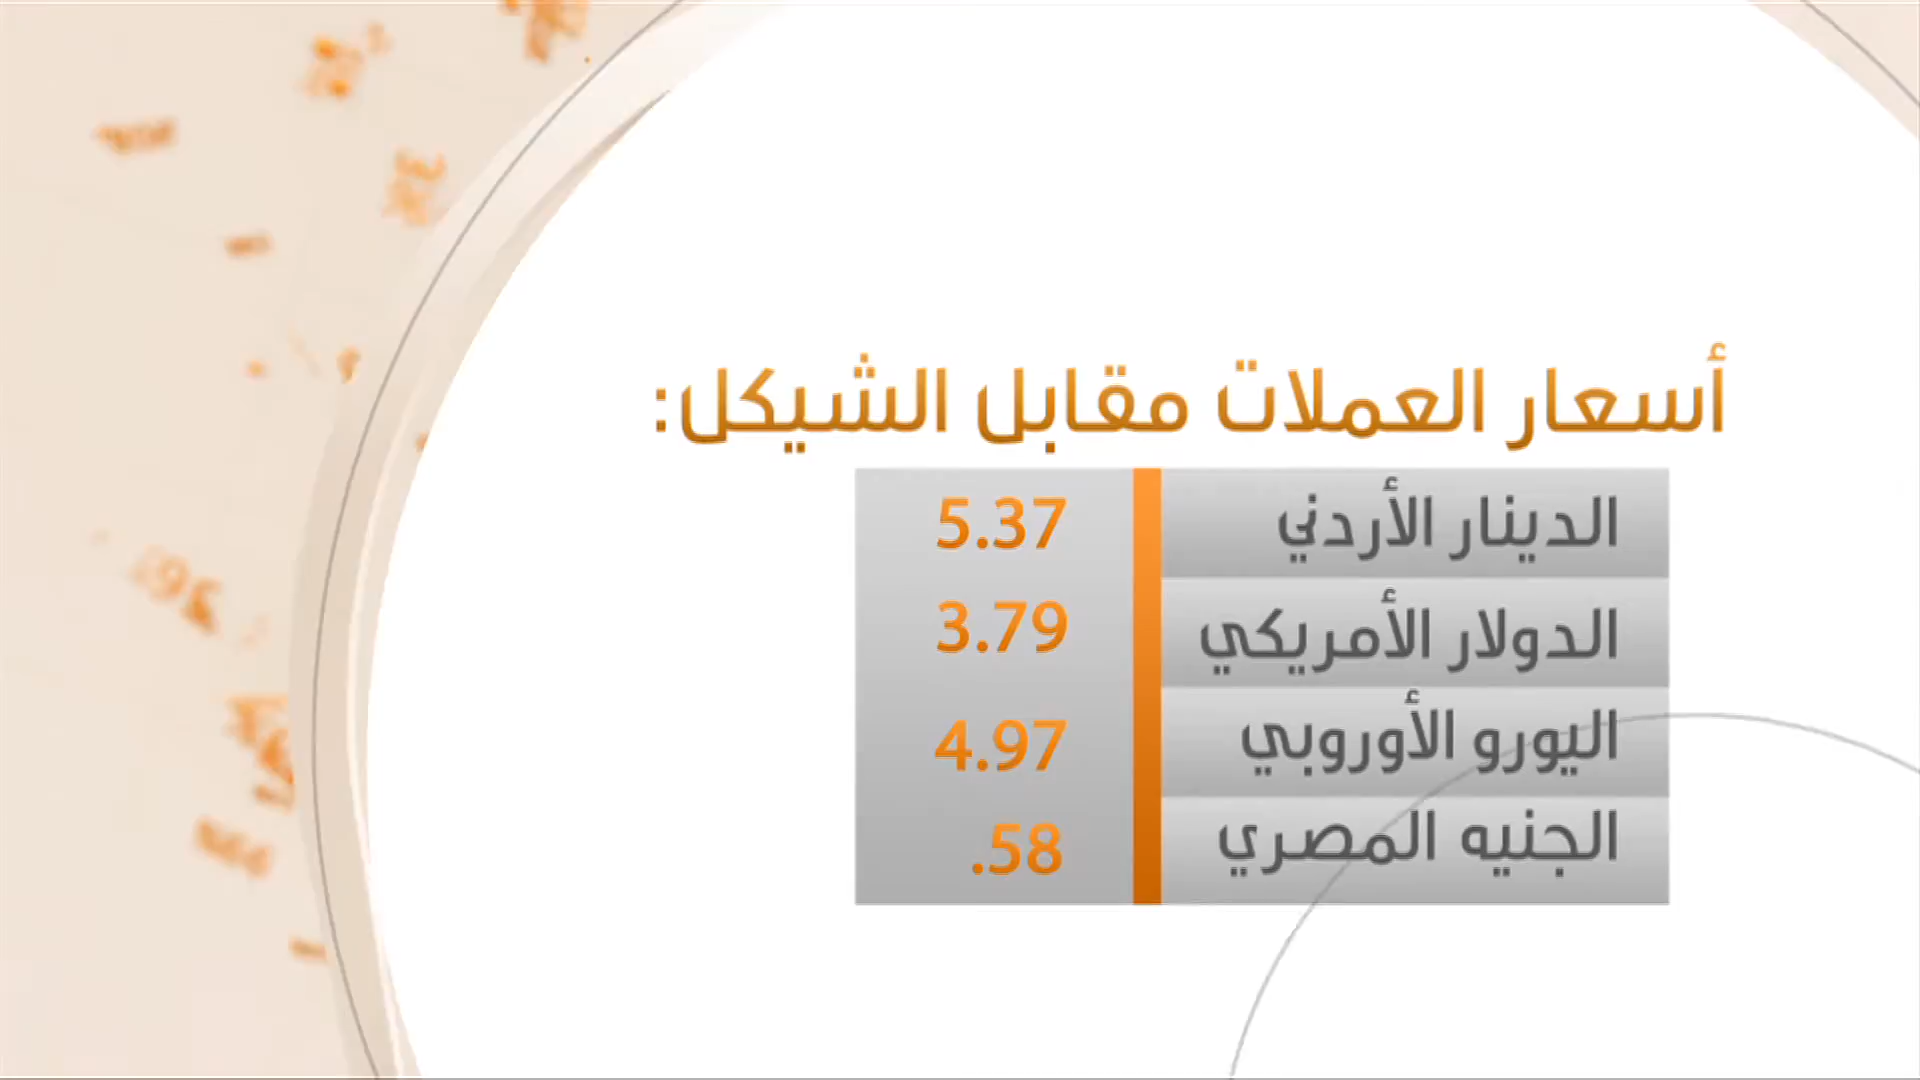 أسعار العملات مقابل الشيكل:
الدينار الأردني 5.37
الدولار الأمريكي 3.79
اليورو الأوروبي 4.97
الجنيه المصري .58